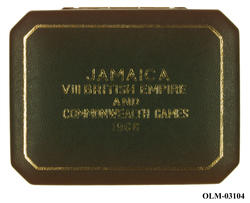 JAMAICA
VIII BRITISH EMPIRE
AND
COMMONWEALTH GAMES
1966
OLM-03104